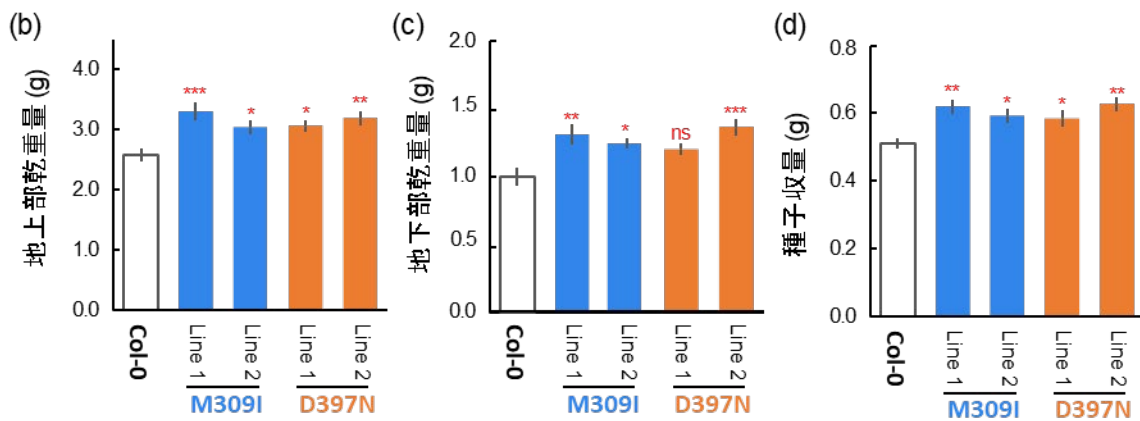 (b)
地上部乾重量 (g)
4.0
3.0
2.0
1.0
0.0
***
*
*
**
Col-0
Line 1
Line 2
Line 1
Line 2
M309I
D397N
(c)
地下部乾重量 (g)
2.0
1.5
1.0
0.5
0.0
**
*
ns
***
Col-0
Line 1
Line 2
Line 1
Line 2
M309I
D397N
(d)
種子収量 (g)
0.8
0.6
0.4
0.2
0.0
**
*
*
**
Col-0
Line 1
Line 2
Line 1
Line 2
M309I
D397N